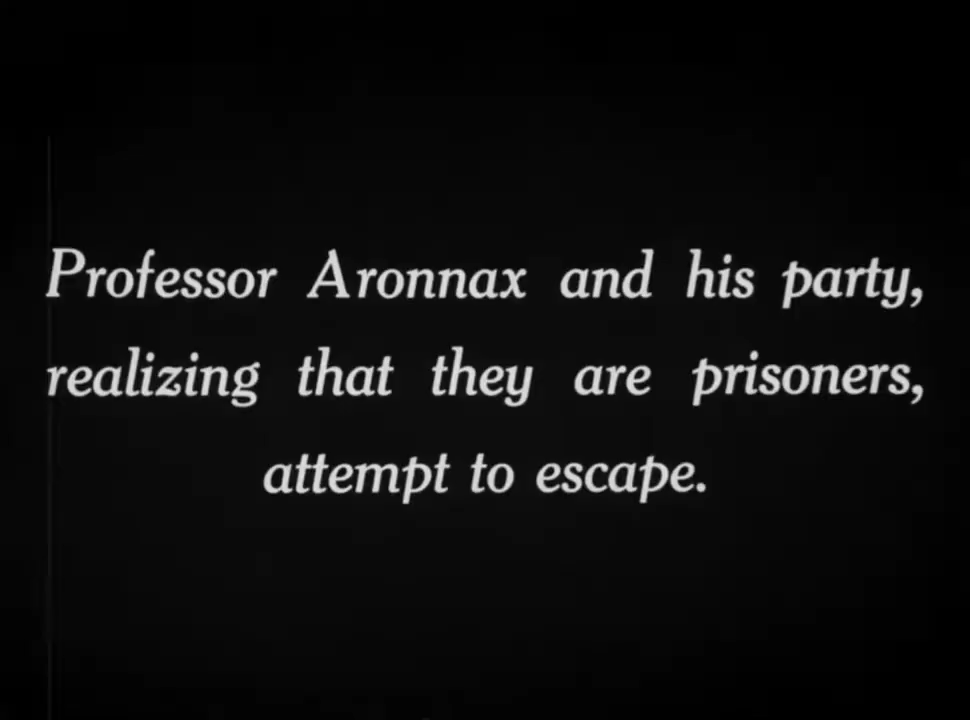 Professor Aronnax and his party,
realizing that they are prisoners,
attempt to escape.